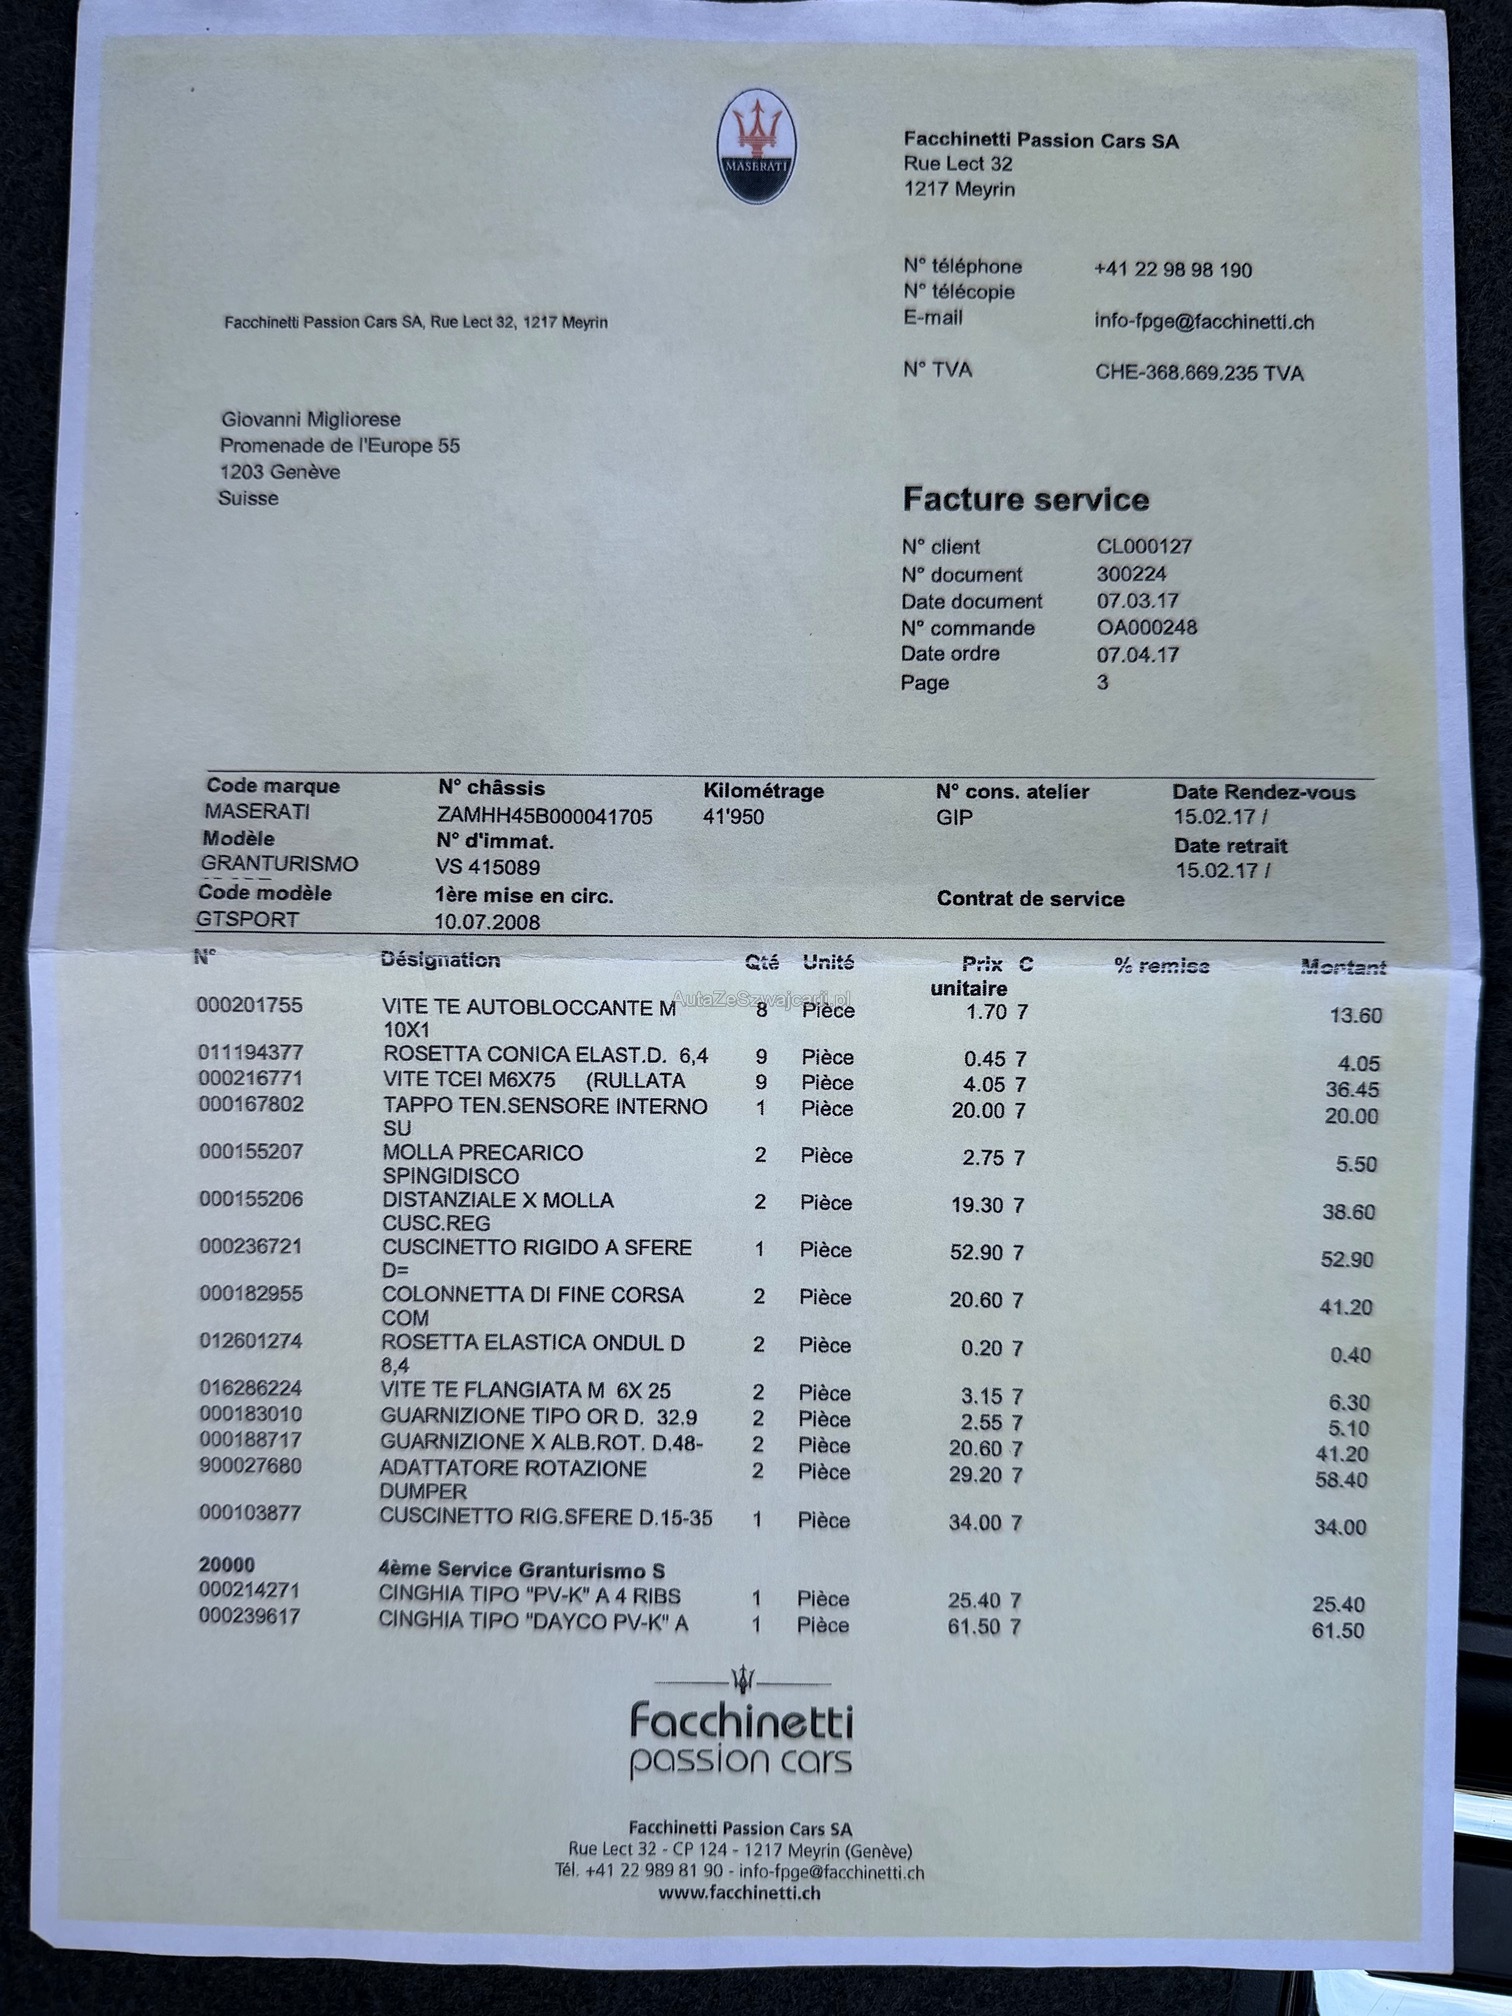 MASERATI
Facchinetti Passion Cars SA
Rue Lect 32
1217 Meyrin
N° téléphone +41 22 98 98 190
N° télécopie
E-mail info-fpge@facchinetti.ch
N° TVA CHE-368.669.235 TVA
Facchinetti Passion Cars SA, Rue Lect 32, 1217 Meyrin
Giovanni Migliorese
Promenade de l'Europe 55
1203 Genève
Suisse
Facture service
N° client CL000127
N° document 300224
Date document 07.03.17
N° commande OA000248
Date ordre 07.04.17
Page 3
Code marque N° châssis Kilométrage N° cons. atelier Date Rendez-vous
MASERATI ZAMHH45B000041705 41'950 GIP 15.02.17 /
Modèle N° d'immat. Date retrait
GRANTURISMO VS 415089 15.02.17 /
Code modèle 1ère mise en circ. Contrat de service
GTSPORT 10.07.2008
N° Désignation Qté Unité Prix C % remise Montant
unitaire
AutaZeSzwajcarii.pl
000201755 VITE TE AUTOBLOCCANTE M 8 Pièce 1.70 7 13.60
10X1
011194377 ROSETTA CONICA ELAST.D. 6,4 9 Pièce 0.45 7 4.05
000216771 VITE TCEI M6X75 (RULLATA 9 Pièce 4.05 7 36.45
000167802 TAPPO TEN.SENSORE INTERNO 1 Pièce 20.00 7 20.00
SU
000155207 MOLLA PRECARICO 2 Pièce 2.75 7 5.50
SPINGIDISCO
000155206 DISTANZIALE X MOLLA 2 Pièce 19.30 7 38.60
CUSC.REG
000236721 CUSCINETTO RIGIDO A SFERE 1 Pièce 52.90 7 52.90
D=
000182955 COLONNETTA DI FINE CORSA 2 Pièce 20.60 7 41.20
COM
012601274 ROSETTA ELASTICA ONDUL D 2 Pièce 0.20 7 0.40
8,4
016286224 VITE TE FLANGIATA M 6X 25 2 Pièce 3.15 7 6.30
000183010 GUARNIZIONE TIPO OR D. 32.9 2 Pièce 2.55 7 5.10
000188717 GUARNIZIONE X ALB.ROT. D.48- 2 Pièce 20.60 7 41.20
900027680 ADATTATORE ROTAZIONE 2 Pièce 29.20 7 58.40
DUMPER
000103877 CUSCINETTO RIG.SFERE D.15-35 1 Pièce 34.00 7 34.00
20000 4ème Service Granturismo S
000214271 CINGHIA TIPO "PV-K" A 4 RIBS 1 Pièce 25.40 7 25.40
000239617 CINGHIA TIPO "DAYCO PV-K" A 1 Pièce 61.50 7 61.50
Facchinetti
passion cars
Facchinetti Passion Cars SA
Rue Lect 32 - CP 124 - 1217 Meyrin (Genève)
Tél. +41 22 989 81 90 - info-fpge@facchinetti.ch
www.facchinetti.ch